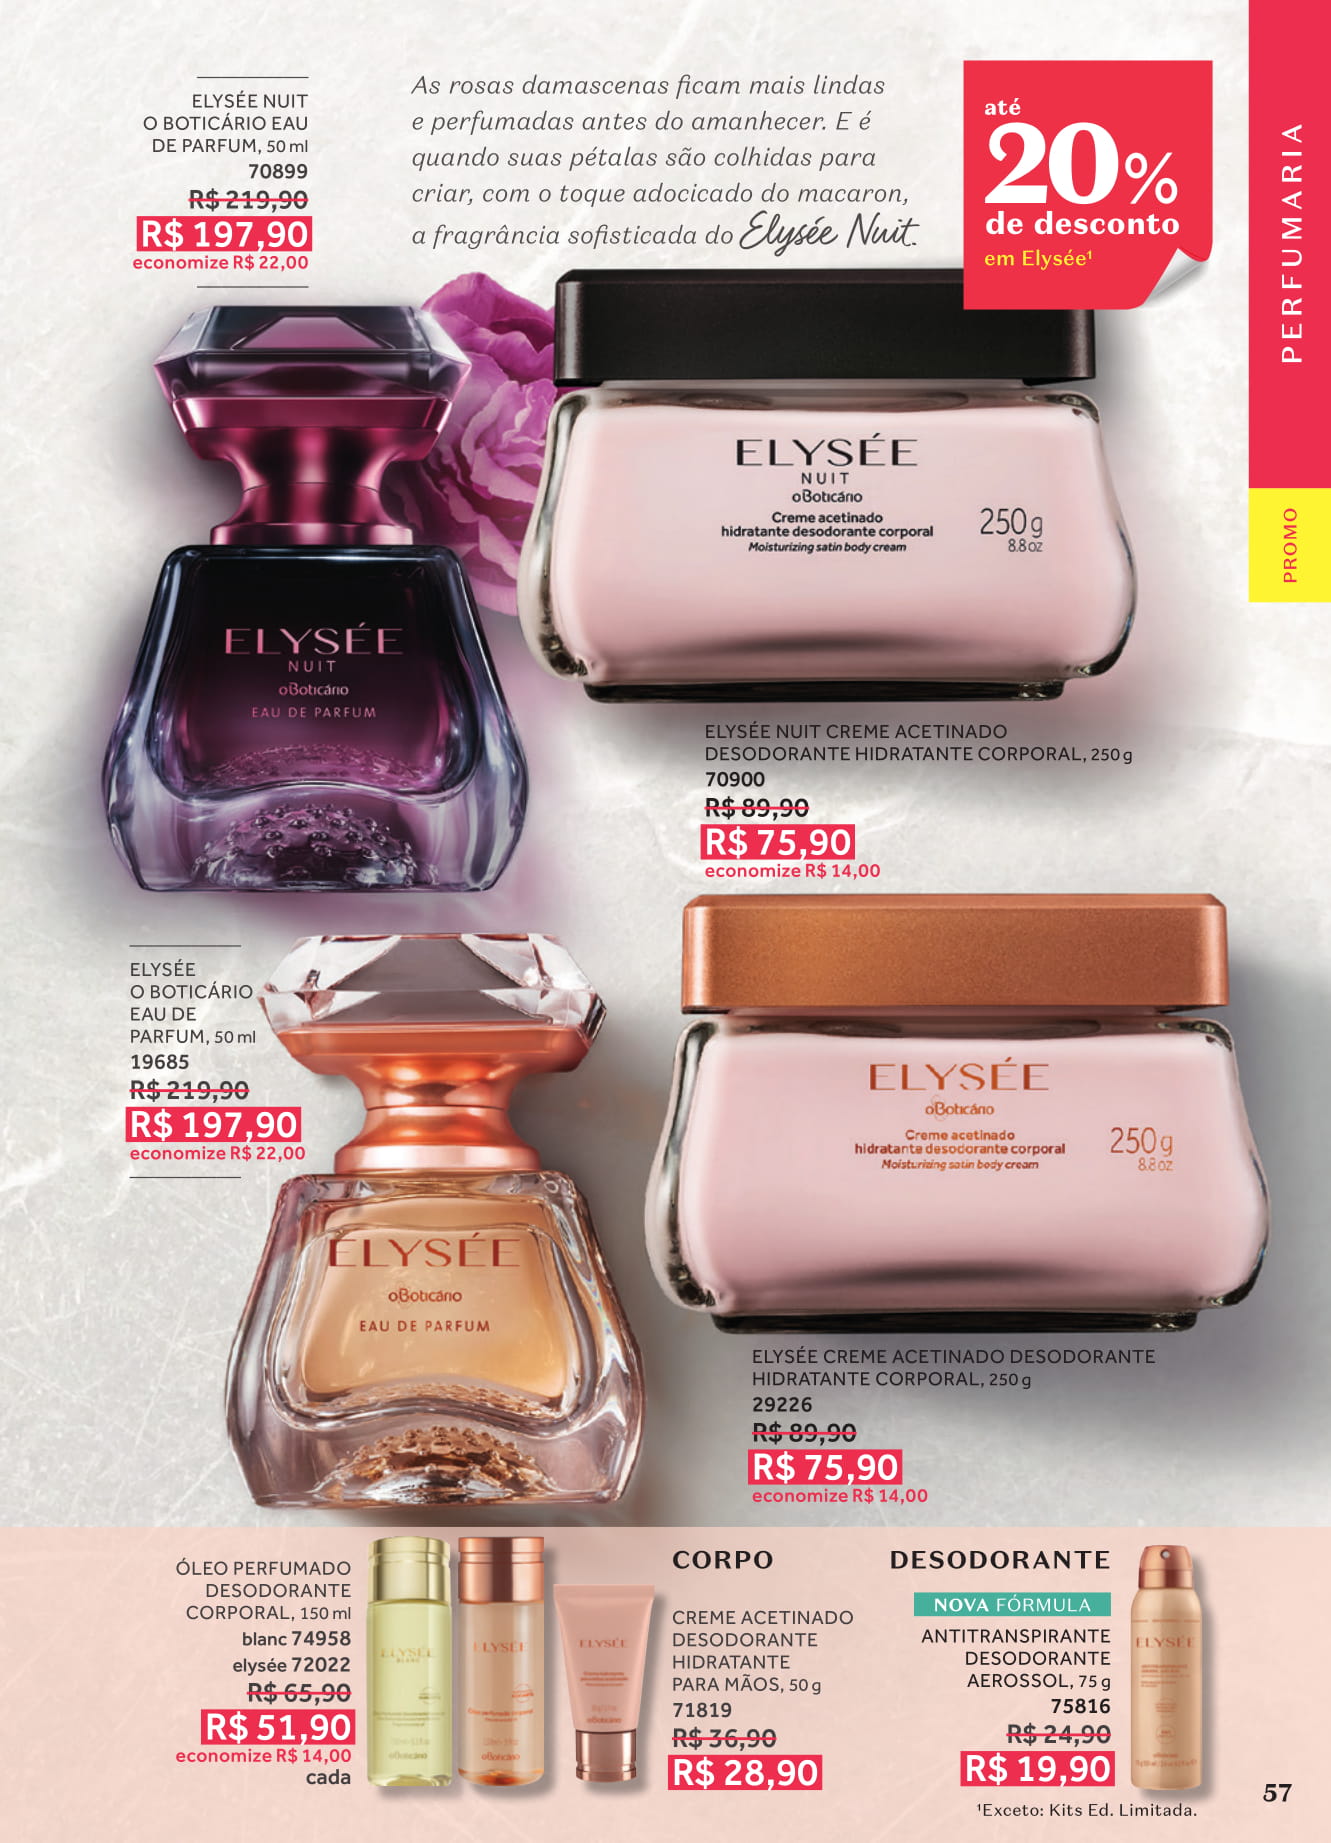 ELYSÉE NUIT
O BOTICÁRIO EAU
DE PARFUM, 50 ml
70899
R$ 219,90
R$ 197,90
economize R$ 22,00
As rosas damascenas ficam mais lindas
e perfumadas antes do amanhecer. E é
quando suas pétalas são colhidas para
criar, com o toque adocicado do macaron,
a fragrância sofisticada do Elysée Nuit.
até
20%
de desconto
em Elysée¹
PERFUMARIA
PROMO
ELYSÉE
NUIT
oBoticário
Creme acetinado
hidratante desodorante corporal
Moisturizing satin body cream
250g
8.8oz
ELYSÉE
NUIT
oBoticário
EAU DE PARFUM
ELYSÉE NUIT CREME ACETINADO
DESODORANTE HIDRATANTE CORPORAL, 250 g
70900
R$ 89,90
R$ 75,90
economize R$ 14,00
ELYSÉE
O BOTICÁRIO
EAU DE
PARFUM, 50 ml
19685
R$ 219,90
R$ 197,90
economize R$ 22,00
ELYSÉE
oBoticário
Creme acetinado
hidratante desodorante corporal
Moisturizing satin body cream
250g
8.8oz
ELYSÉE
oBoticário
EAU DE PARFUM
ELYSÉE CREME ACETINADO DESODORANTE
HIDRATANTE CORPORAL, 250 g
29226
R$ 89,90
R$ 75,90
economize R$ 14,00
ÓLEO PERFUMADO
DESODORANTE
CORPORAL, 150 ml
blanc 74958
elysée 72022
R$ 65,90
R$ 51,90
economize R$ 14,00
cada
ELYSÉE
BLANC
oBoticário
ELYSÉE
oBoticário
ELYSÉE
oBoticário
CORPO
CREME ACETINADO
DESODORANTE
HIDRATANTE
PARA MÃOS, 50 g
71819
R$ 36,90
R$ 28,90
DESODORANTE
NOVA FÓRMULA
ANTITRANSPIRANTE
DESODORANTE
AEROSSOL, 75 g
75816
R$ 24,90
R$ 19,90
ELYSÉE
¹Exceto: Kits Ed. Limitada.
57